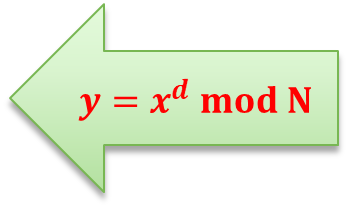 y = x^d mod N